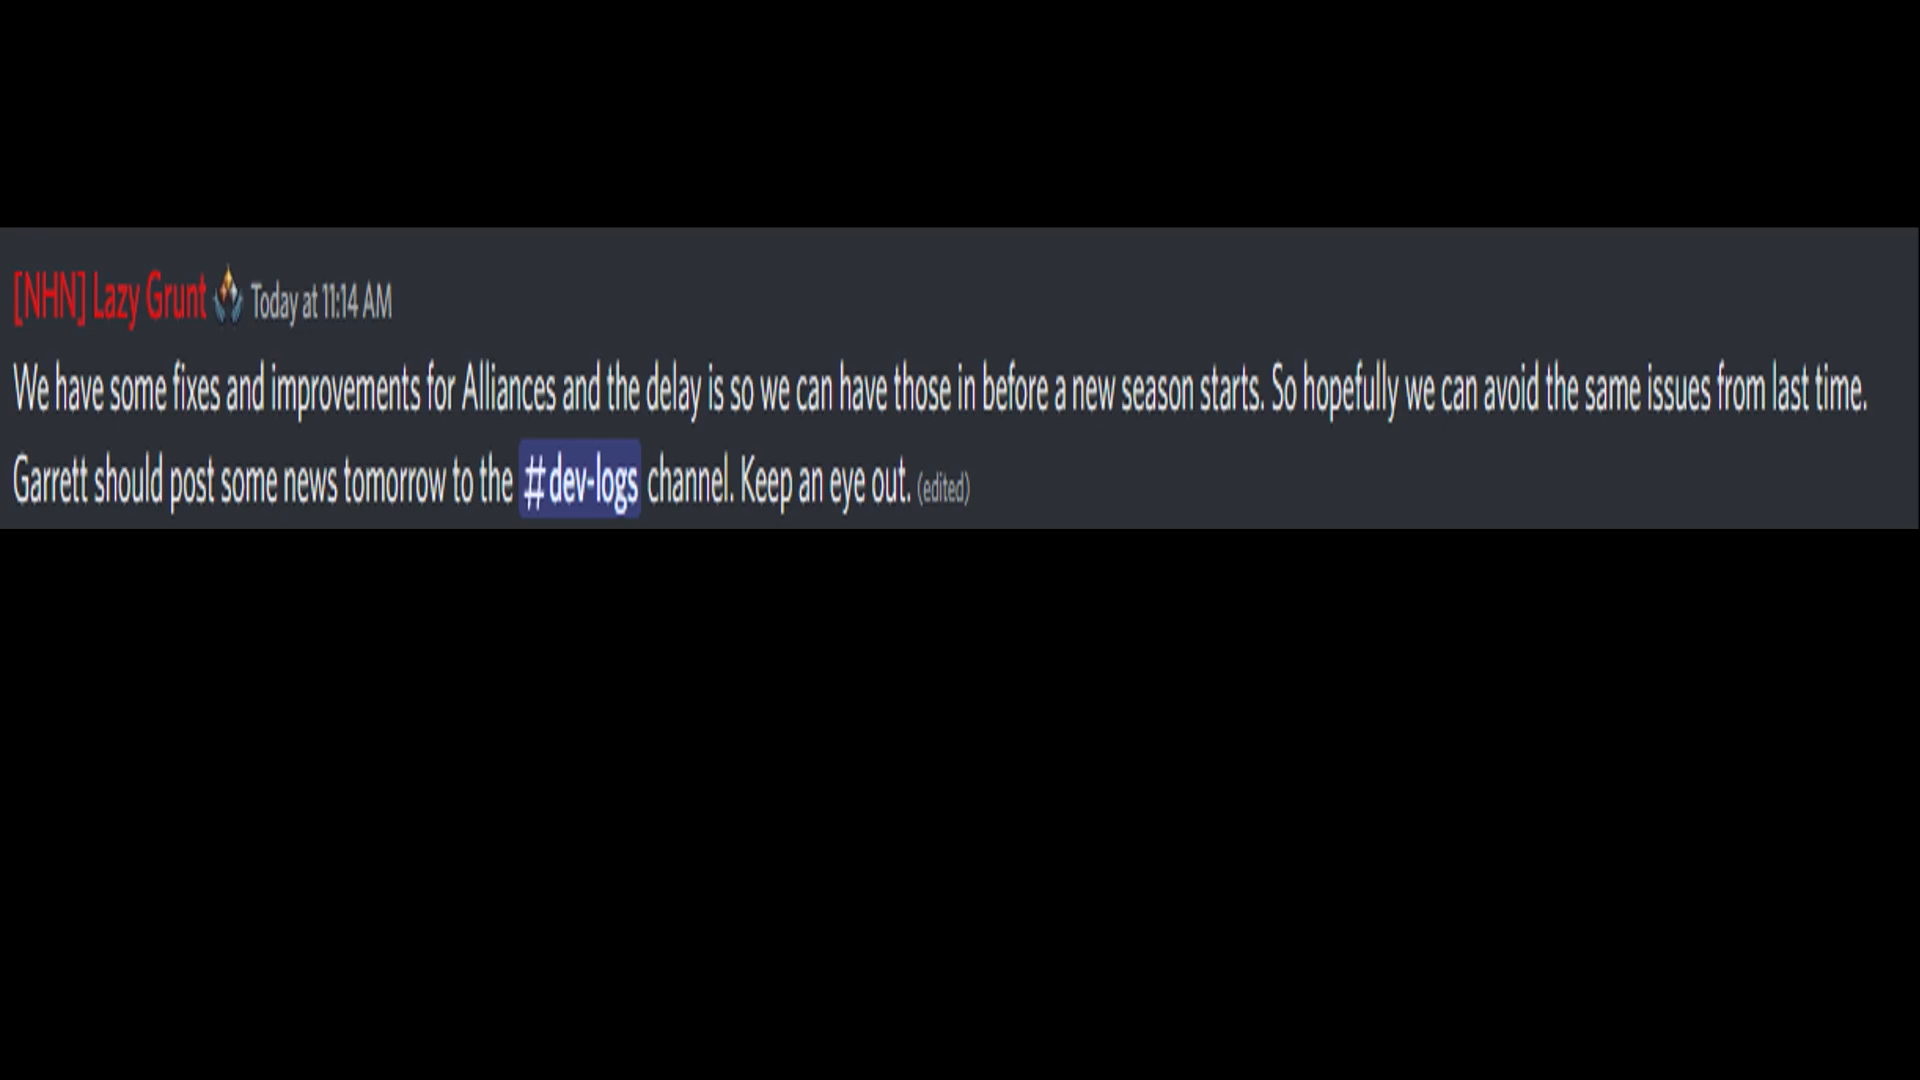 [NHN] Lazy Grunt Today at 11:14 AM
We have some fixes and improvements for Alliances and the delay is so we can have those in before a new season starts. So hopefully we can avoid the same issues from last time.
Garrett should post some news tomorrow to the #dev-logs channel. Keep an eye out. (edited)